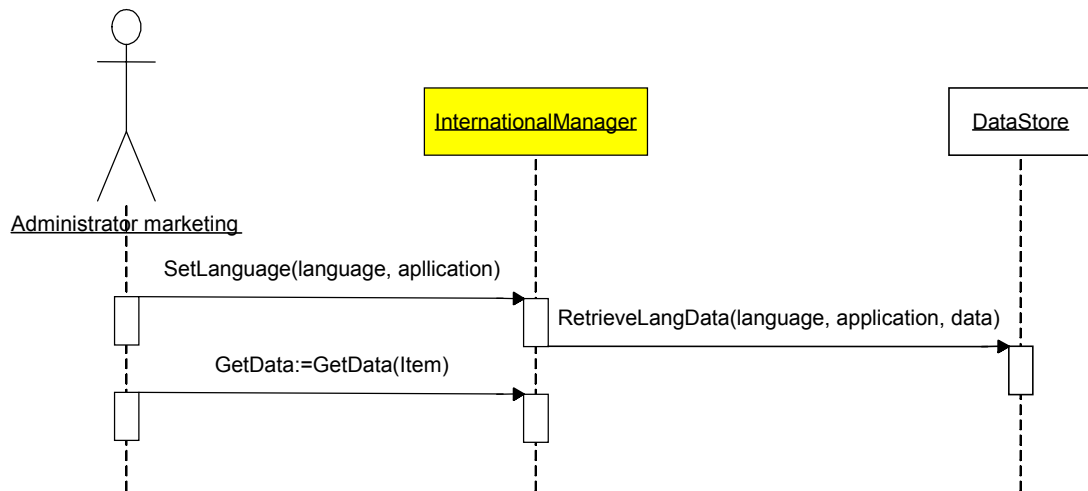 InternationalManager
DataStore
Administrator marketing
SetLanguage(language, apllication)
RetrieveLangData(language, application, data)
GetData:=GetData(Item)